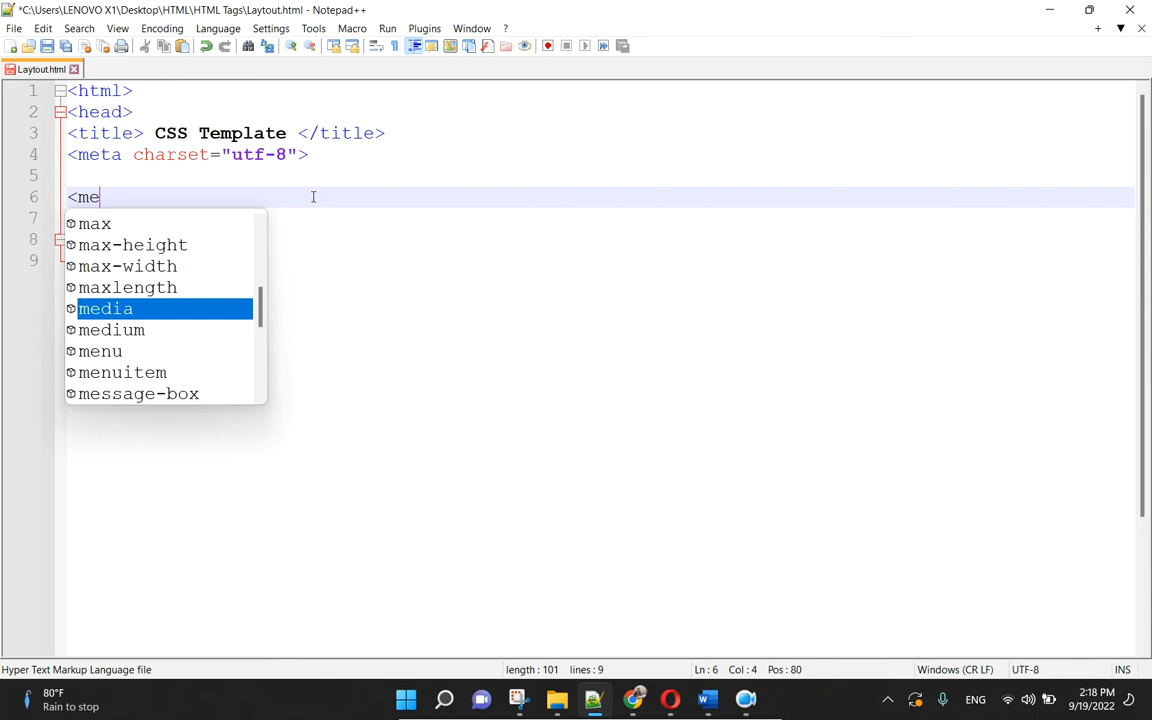 *C:\Users\LENOVO X1\Desktop\HTML\HTML Tags\Laytout.html - Notepad++
File Edit Search View Encoding Language Settings Tools Macro Run Plugins Window ?
Laytout.html
1 <html>
2 <head>
3 <title> CSS Template </title>
4 <meta charset="utf-8">
5
6 <me
7
8
9
max
max-height
max-width
maxlength
media
medium
menu
menuitem
message-box
Hyper Text Markup Language file length : 101 lines : 9 Ln : 6 Col : 4 Pos : 80 Windows (CR LF) UTF-8 INS
80°F
Rain to stop
ENG
2:18 PM
9/19/2022